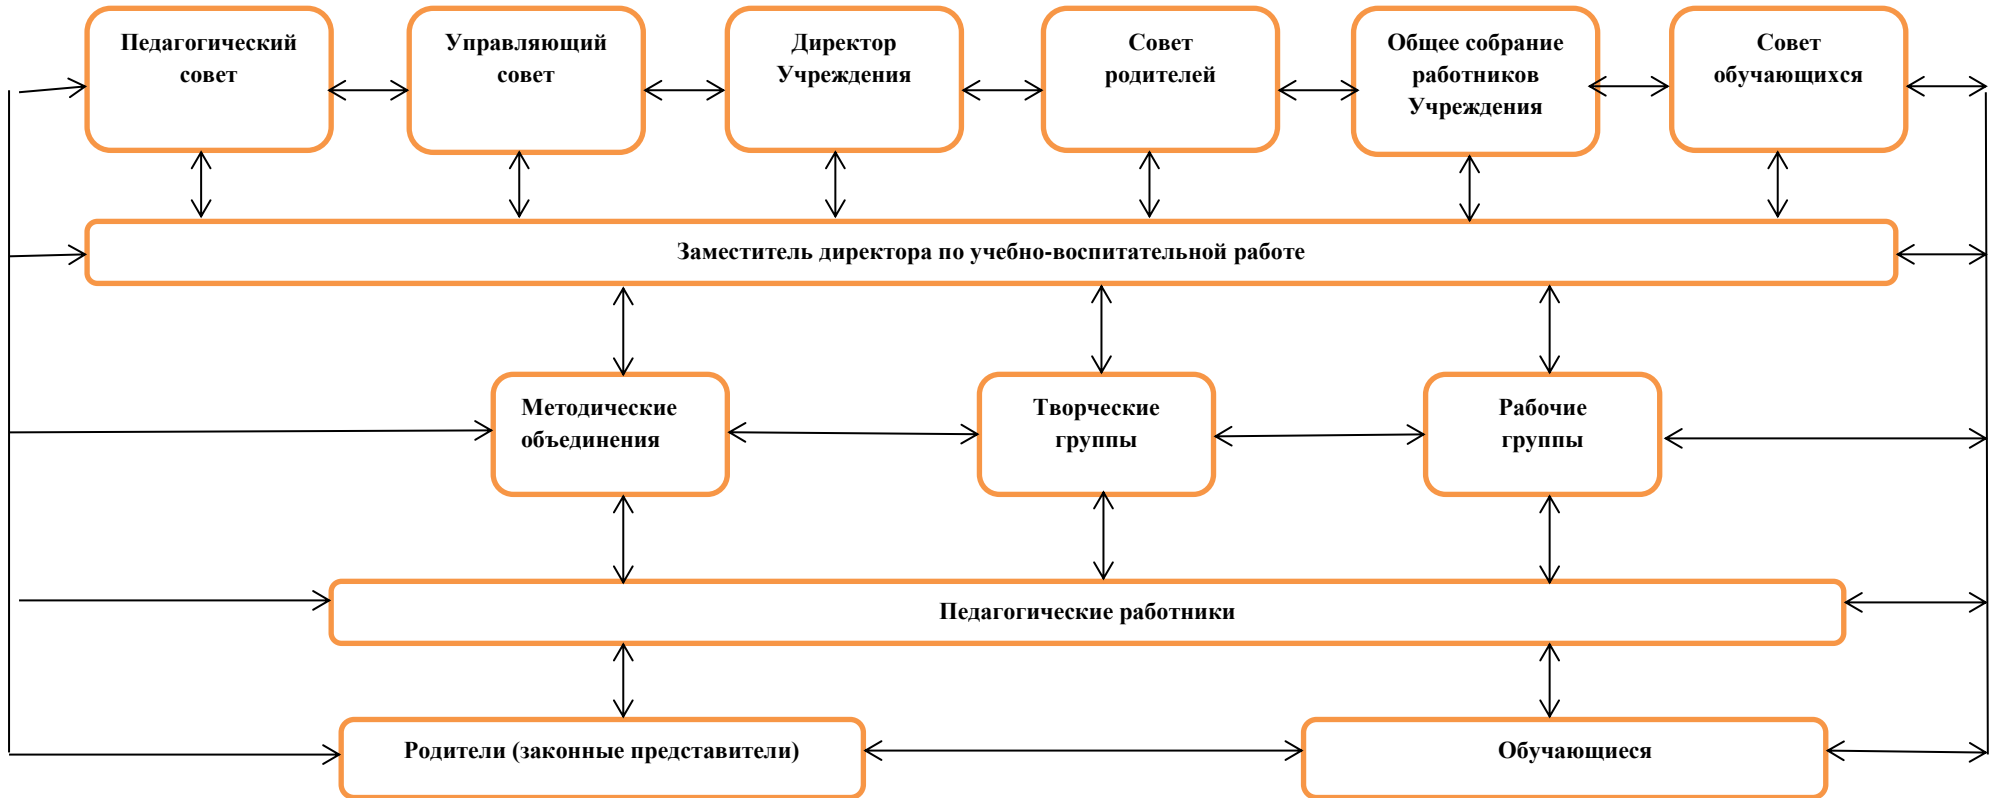 Педагогический
совет
Управляющий
совет
Директор
Учреждения
Совет
родителей
Общее собрание
работников
Учреждения
Совет
обучающихся
Заместитель директора по учебно-воспитательной работе
Методические
объединения
Творческие
группы
Рабочие
группы
Педагогические работники
Родители (законные представители)
Обучающиеся